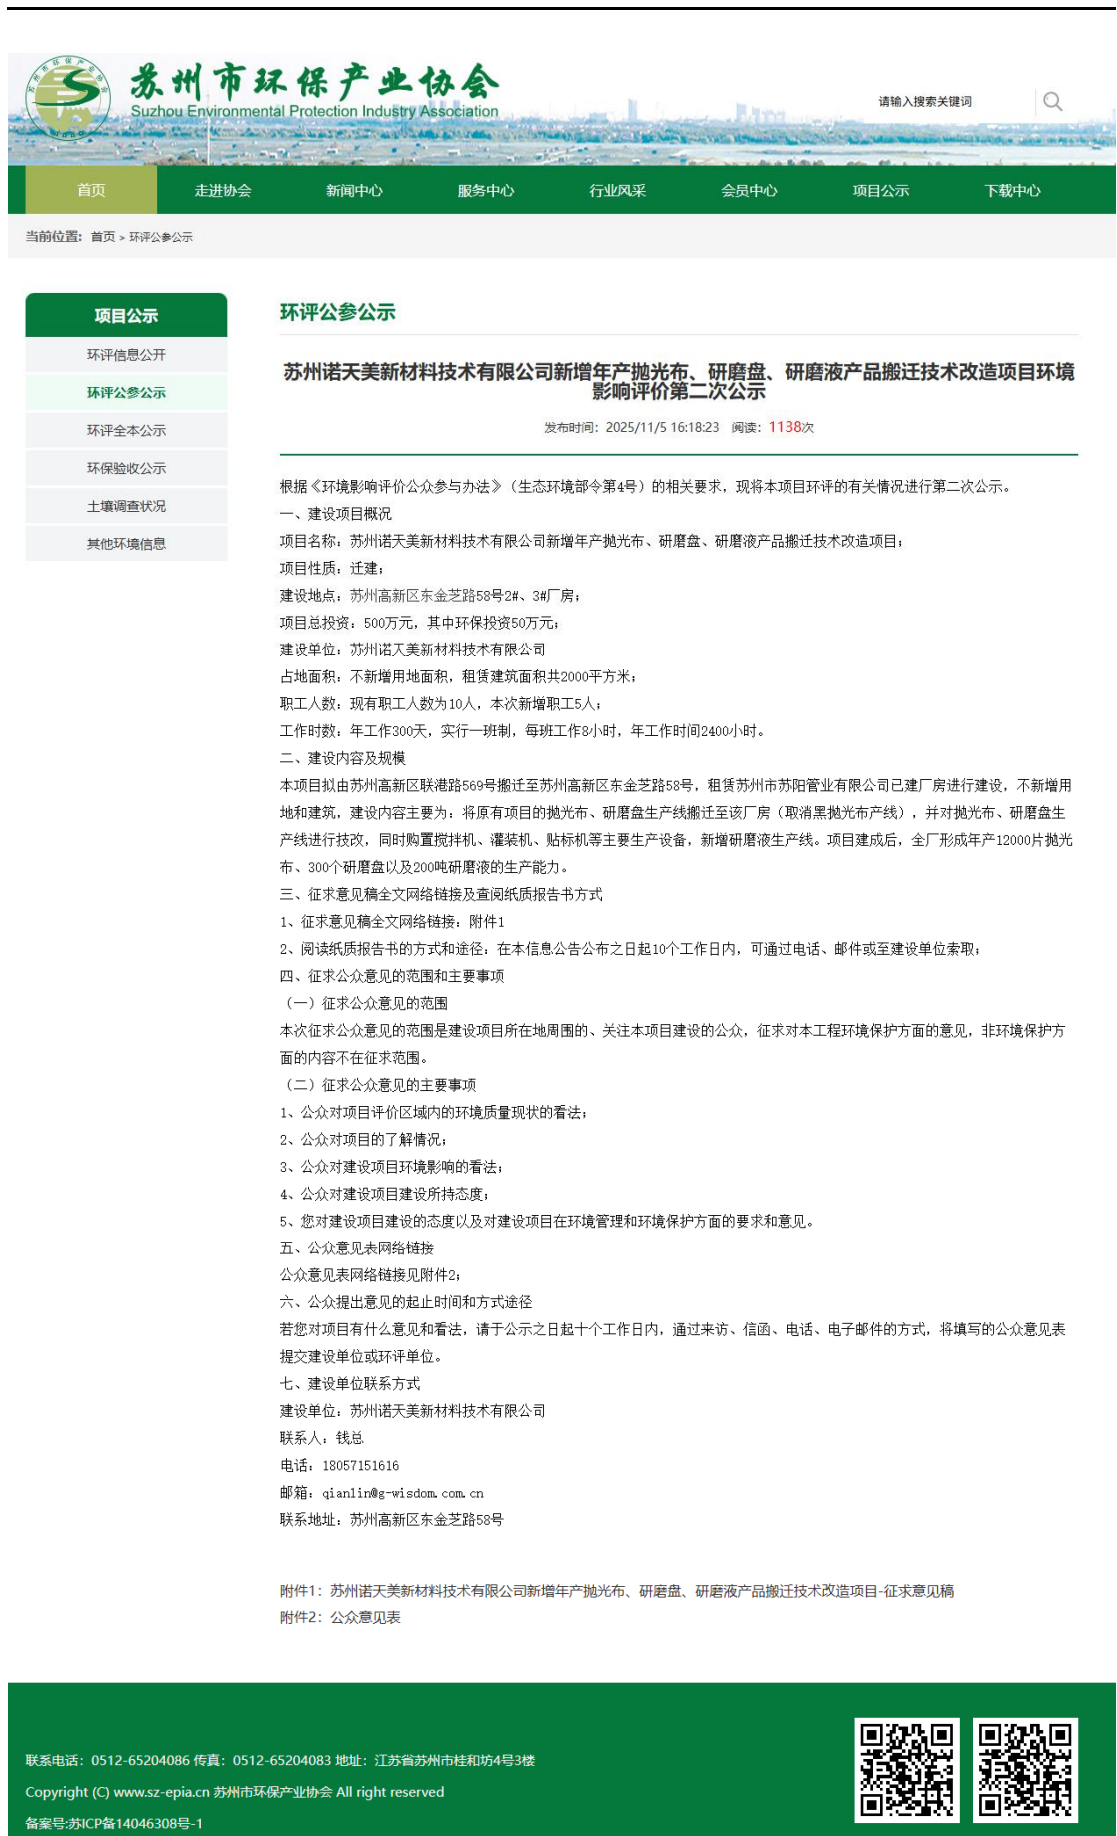 苏州市环保产业协会
Suzhou Environmental Protection Industry Association
请输入搜索关键词
首页 走进协会 新闻中心 服务中心 行业风采 会员中心 项目公示 下载中心
当前位置：首页 > 环评公参公示
项目公示
环评信息公开
环评公参公示
环评全本公示
环保验收公示
土壤调查状况
其他环境信息
环评公参公示
苏州诺天美新材料技术有限公司新增年产抛光布、研磨盘、研磨液产品搬迁技术改造项目环境
影响评价第二次公示
发布时间：2025/11/5 16:18:23 阅读：1138次
根据《环境影响评价公众参与办法》（生态环境部令第4号）的相关要求，现将本项目环评的有关情况进行第二次公示。
一、建设项目概况
项目名称：苏州诺天美新材料技术有限公司新增年产抛光布、研磨盘、研磨液产品搬迁技术改造项目；
项目性质：迁建；
建设地点：苏州高新区东金芝路58号2#、3#厂房；
项目总投资：500万元，其中环保投资50万元；
建设单位：苏州诺天美新材料技术有限公司
占地面积：不新增用地面积，租赁建筑面积共2000平方米；
职工人数：现有职工人数为10人，本次新增职工5人；
工作时数：年工作300天，实行一班制，每班工作8小时，年工作时间2400小时。
二、建设内容及规模
本项目拟由苏州高新区联港路569号搬迁至苏州高新区东金芝路58号，租赁苏州市苏阳管业有限公司已建厂房进行建设，不新增用
地和建筑，建设内容主要为：将原有项目的抛光布、研磨盘生产线搬迁至该厂房（取消黑抛光布产线），并对抛光布、研磨盘生
产线进行技改，同时购置搅拌机、灌装机、贴标机等主要生产设备，新增研磨液生产线。项目建成后，全厂形成年产12000片抛光
布、300个研磨盘以及200吨研磨液的生产能力。
三、征求意见稿全文网络链接及查阅纸质报告书方式
1、征求意见稿全文网络链接：附件1
2、阅读纸质报告书的方式和途径：在本信息公告公布之日起10个工作日内，可通过电话、邮件或至建设单位索取；
四、征求公众意见的范围和主要事项
（一）征求公众意见的范围
本次征求公众意见的范围是建设项目所在地周围的、关注本项目建设的公众，征求对本工程环境保护方面的意见，非环境保护方
面的内容不在征求范围。
（二）征求公众意见的主要事项
1、公众对项目评价区域内的环境质量现状的看法；
2、公众对项目的了解情况；
3、公众对建设项目环境影响的看法；
4、公众对建设项目建设所持态度；
5、您对建设项目建设的态度以及对建设项目在环境管理和环境保护方面的要求和意见。
五、公众意见表网络链接
公众意见表网络链接见附件2；
六、公众提出意见的起止时间和方式途径
若您对项目有什么意见和看法，请于公示之日起十个工作日内，通过来访、信函、电话、电子邮件的方式，将填写的公众意见表
提交建设单位或环评单位。
七、建设单位联系方式
建设单位：苏州诺天美新材料技术有限公司
联系人：钱总
电话：18057151616
邮箱：qianlin@g-wisdom.com.cn
联系地址：苏州高新区东金芝路58号
附件1：苏州诺天美新材料技术有限公司新增年产抛光布、研磨盘、研磨液产品搬迁技术改造项目-征求意见稿
附件2：公众意见表
联系电话：0512-65204086 传真：0512-65204083 地址：江苏省苏州市桂和坊4号3楼
Copyright (C) www.sz-epia.cn 苏州市环保产业协会 All right reserved
备案号:苏ICP备14046308号-1